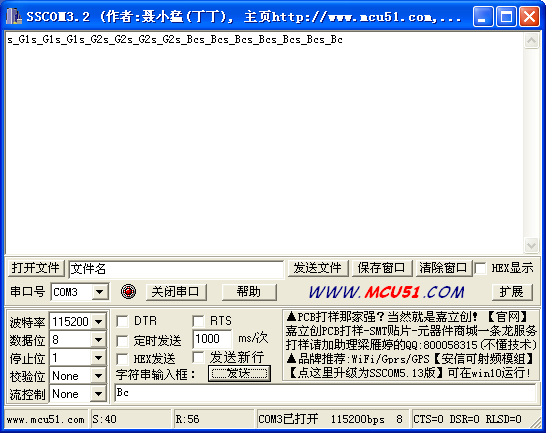 SSCOM3.2 (作者:聂小猛(丁丁), 主页http://www.mcu51.com,...
s_G1s_G1s_G1s_G2s_G2s_G2s_G2s_Bcs_Bcs_Bcs_Bcs_Bcs_Bcs_Bc
打开文件 文件名 发送文件 保存窗口 清除窗口 HEX显示
串口号 COM3 关闭串口 帮助 WWW.MCU51.COM 扩展
波特率 115200 DTR RTS
数据位 8 定时发送 1000 ms/次
停止位 1 HEX发送 发送新行
校验位 None 字符串输入框: 发送
流控制 None Bc
▲PCB打样那家强?当然就是嘉立创!【官网】
嘉立创PCB打样-SMT贴片-元器件商城一条龙服务
打样请加助理梁雁婷的QQ:800058315(不懂技术)
▲品牌推荐:WiFi/Gprs/GPS【安信可射频模组】
【点这里升级为SSCOM5.13版】可在win10运行!
www.mcu51.com S:40 R:56 COM3已打开 115200bps 8 CTS=0 DSR=0 RLSD=0